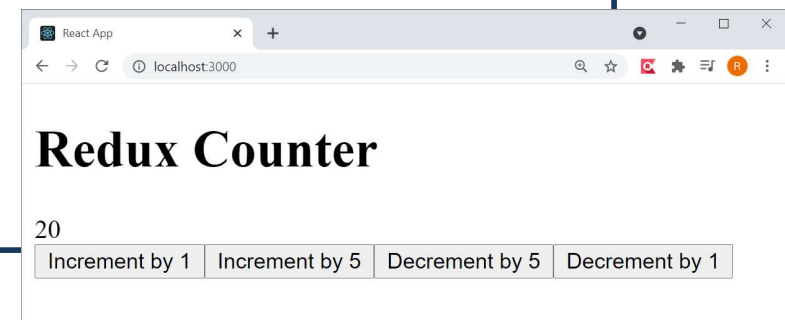 React App
localhost:3000
R
Redux Counter
20
Increment by 1 Increment by 5 Decrement by 5 Decrement by 1